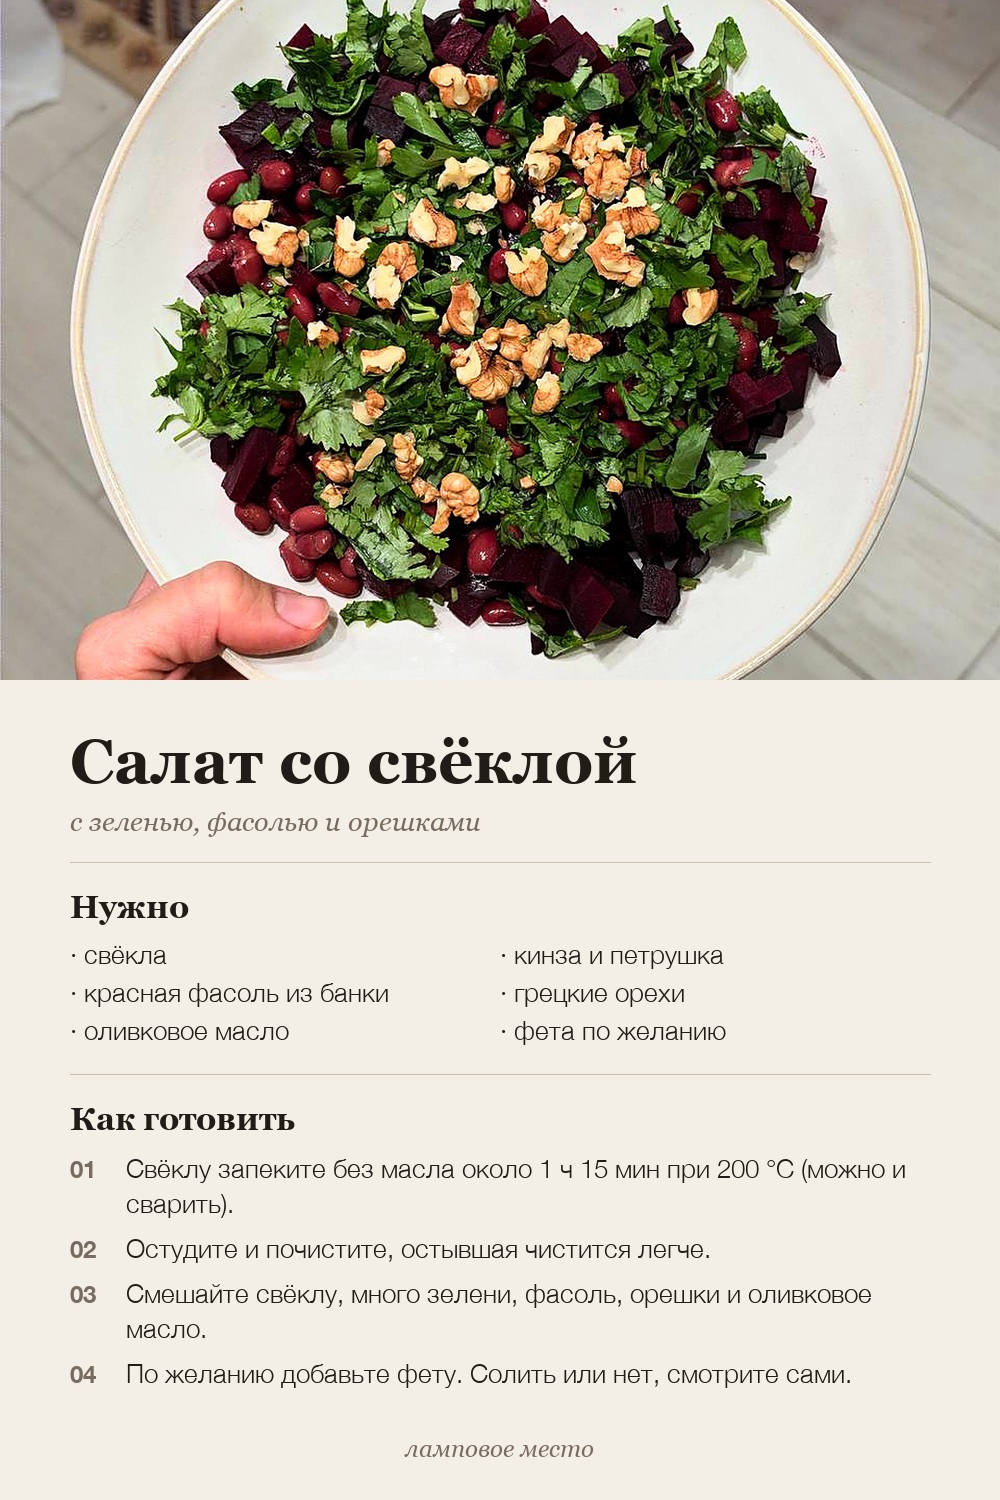 Салат со свёклой
с зеленью, фасолью и орешками
Нужно
· свёкла
· красная фасоль из банки
· оливковое масло
· кинза и петрушка
· грецкие орехи
· фета по желанию
Как готовить
01 Свёклу запеките без масла около 1 ч 15 мин при 200 °C (можно и
сварить).
02 Остудите и почистите, остывшая чистится легче.
03 Смешайте свёклу, много зелени, фасоль, орешки и оливковое
масло.
04 По желанию добавьте фету. Солить или нет, смотрите сами.
ламповое место